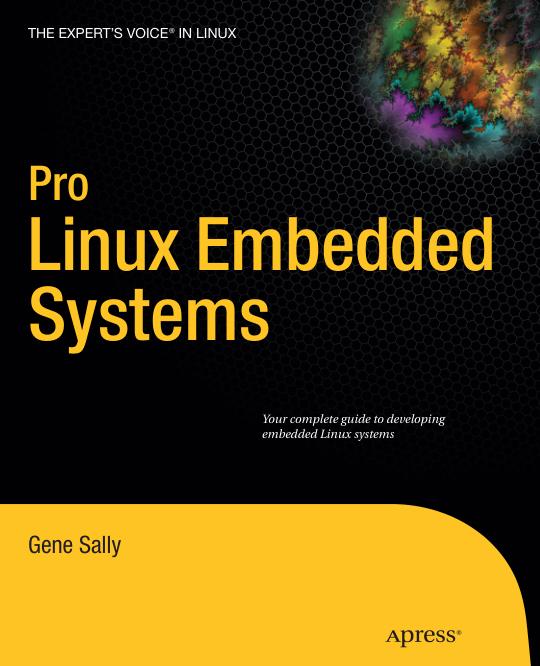 THE EXPERT'S VOICE® IN LINUX
Pro
Linux Embedded
Systems
Your complete guide to developing
embedded Linux systems
Gene Sally
Apress®